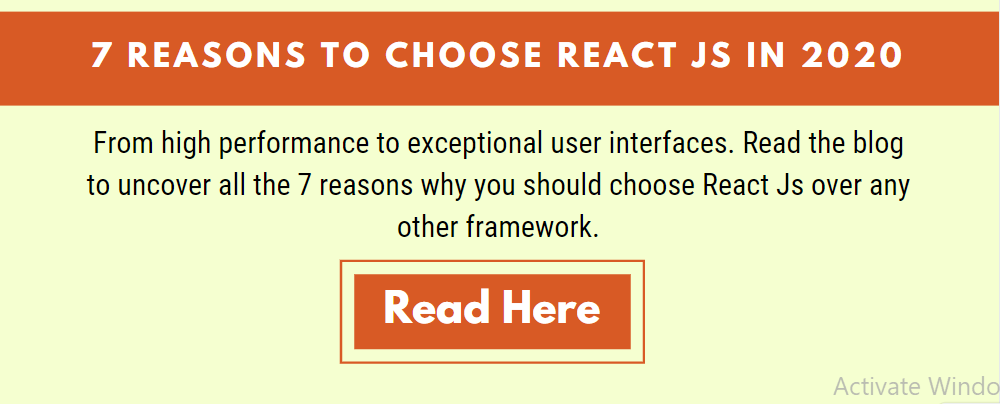 7 REASONS TO CHOOSE REACT JS IN 2020
From high performance to exceptional user interfaces. Read the blog
to uncover all the 7 reasons why you should choose React Js over any
other framework.
Read Here
Activate Windo